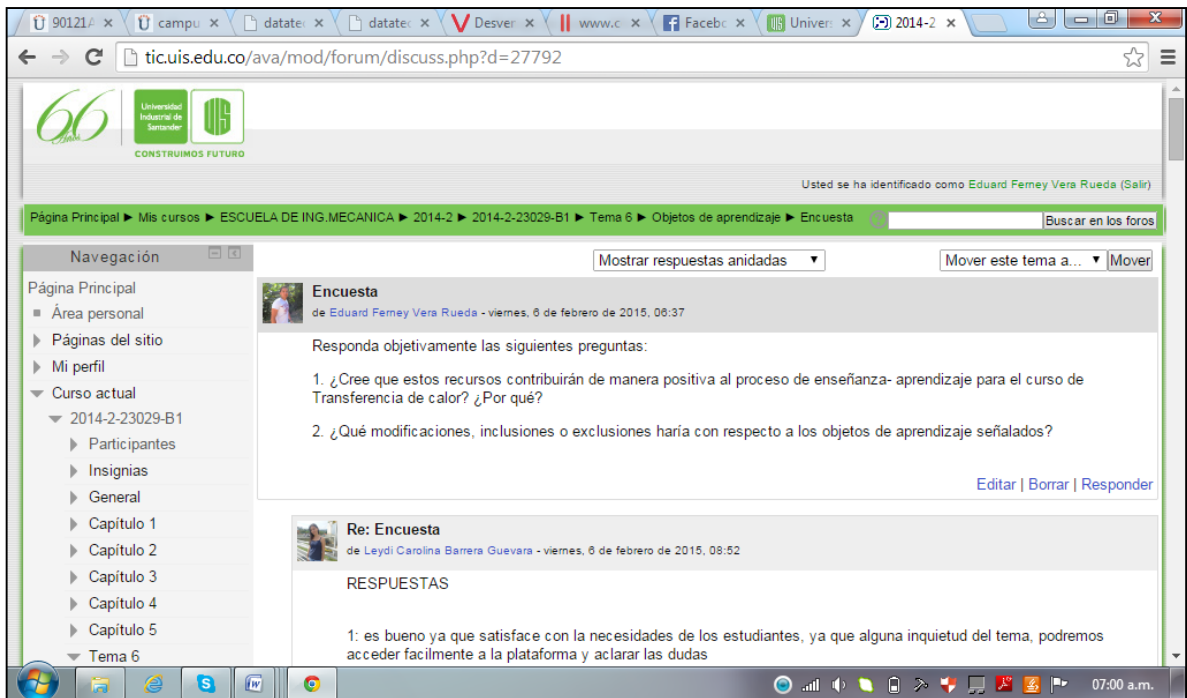 90121
campu
datatec
datatec
Desver
www.c
Facebo
Univer
2014-2
tic.uis.edu.co/ava/mod/forum/discuss.php?d=27792
66
Universidad
Industrial de
Santander
CONSTRUIMOS FUTURO
Usted se ha identificado como Eduard Ferney Vera Rueda (Salir)
Página Principal ► Mis cursos ► ESCUELA DE ING.MECANICA ► 2014-2 ► 2014-2-23029-B1 ► Tema 6 ► Objetos de aprendizaje ► Encuesta
Buscar en los foros
Navegación
Mostrar respuestas anidadas
Mover este tema a...
Mover
Página Principal
Área personal
Páginas del sitio
Mi perfil
Curso actual
2014-2-23029-B1
Participantes
Insignias
General
Capítulo 1
Capítulo 2
Capítulo 3
Capítulo 4
Capítulo 5
Tema 6
Encuesta
de Eduard Ferney Vera Rueda - viernes, 6 de febrero de 2015, 06:37
Responda objetivamente las siguientes preguntas:
1. ¿Cree que estos recursos contribuirán de manera positiva al proceso de enseñanza- aprendizaje para el curso de
Transferencia de calor? ¿Por qué?
2. ¿Qué modificaciones, inclusiones o exclusiones haría con respecto a los objetos de aprendizaje señalados?
Editar | Borrar | Responder
Re: Encuesta
de Leydi Carolina Barrera Guevara - viernes, 6 de febrero de 2015, 08:52
RESPUESTAS
1: es bueno ya que satisface con la necesidades de los estudiantes, ya que alguna inquietud del tema, podremos
acceder facilmente a la plataforma y aclarar las dudas
07:00 a.m.